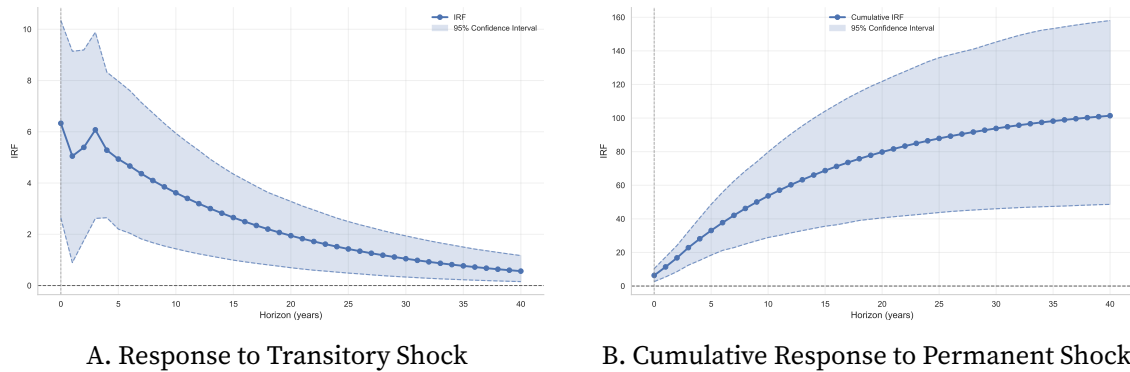 IRF
95% Confidence Interval
10
8
6
4
2
0
IRF
0 5 10 15 20 25 30 35 40
Horizon (years)
A. Response to Transitory Shock
Cumulative IRF
95% Confidence Interval
160
140
120
100
80
60
40
20
0
IRF
0 5 10 15 20 25 30 35 40
Horizon (years)
B. Cumulative Response to Permanent Shock